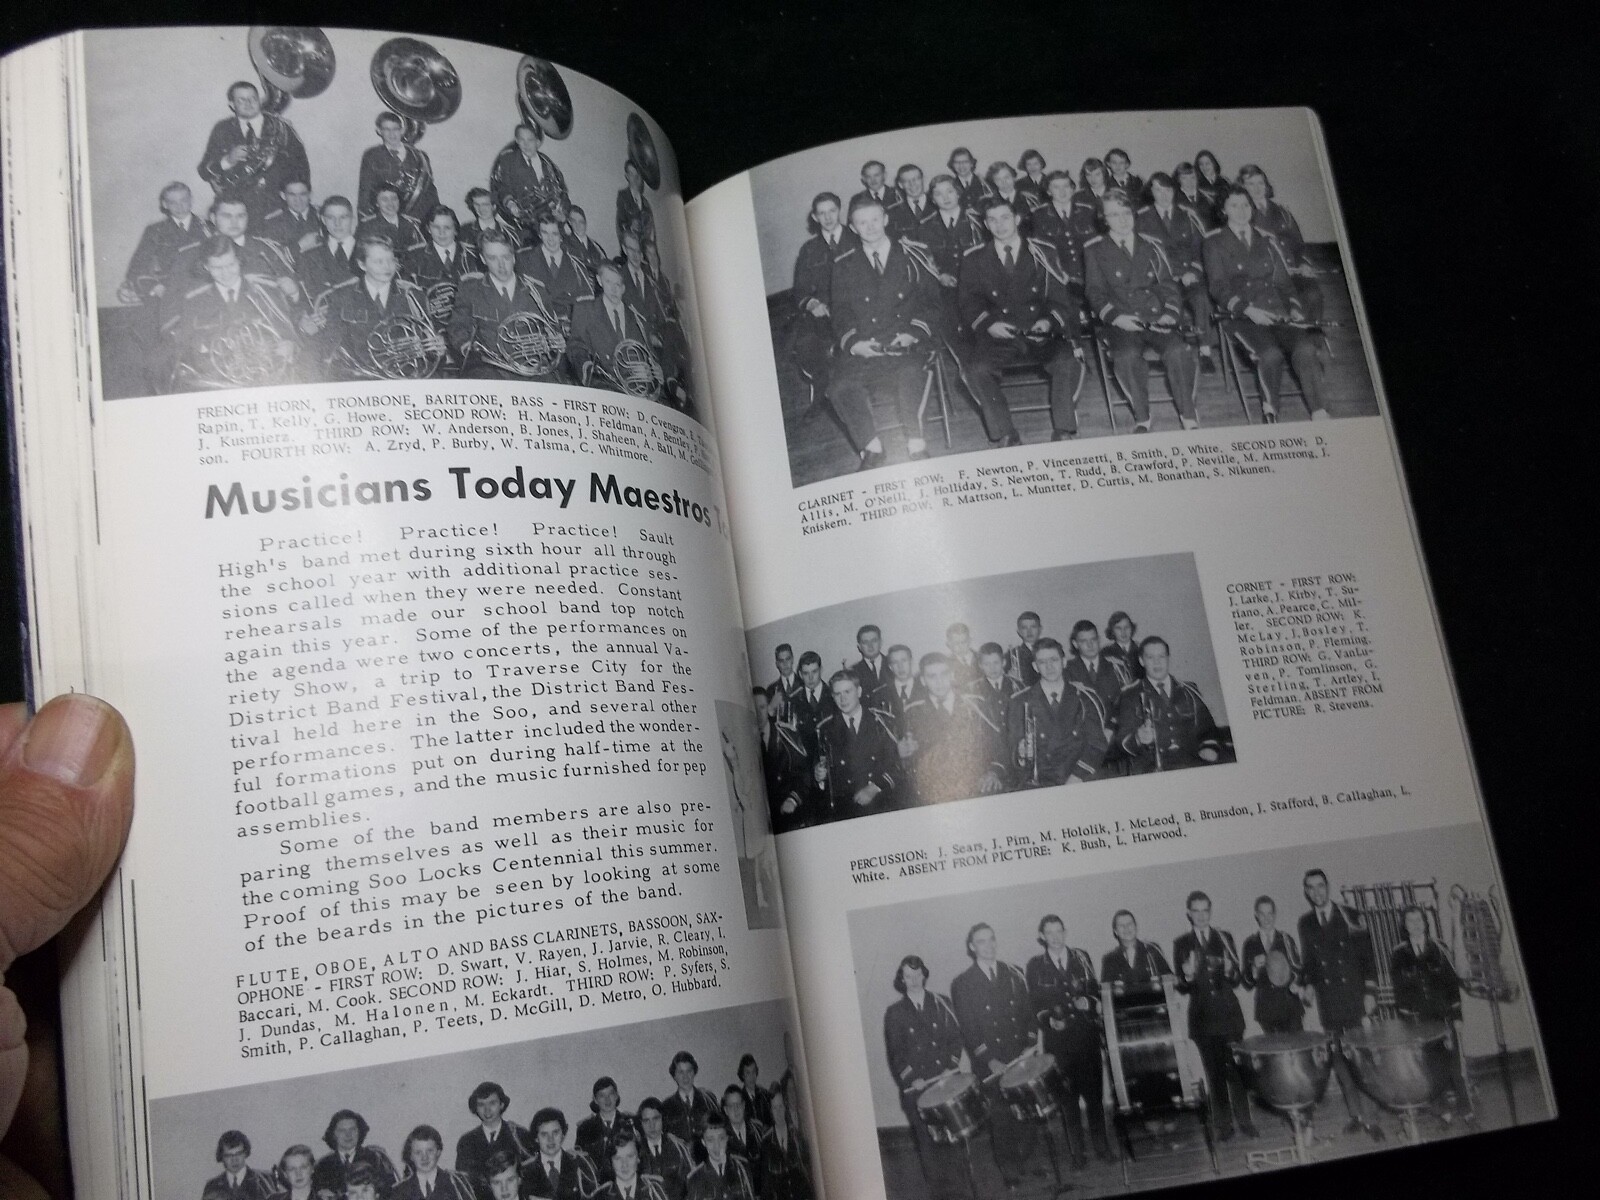 FRENCH HORN, TROMBONE, BARITONE, BASS - FIRST ROW: D. Cvengros, E.
Rapin, T. Kelly, G. Howe. SECOND ROW: H. Mason, J. Feldman, A. Bentley,
J. Kusmierz. THIRD ROW: W. Anderson, B. Jones, J. Shaheen, A. Ball, M.
son. FOURTH ROW: A. Zryd, P. Burby, W. Talsma, C. Whitmore.
Musicians Today Maestros
Practice! Practice! Practice! Sault
High's band met during sixth hour all through
the school year with additional practice ses-
sions called when they were needed. Constant
rehearsals made our school band top notch
again this year. Some of the performances on
the agenda were two concerts, the annual Va-
riety Show, a trip to Traverse City for the
District Band Festival, the District Band Fes-
tival held here in the Soo, and several other
performances. The latter included the wonder-
ful formations put on during half-time at the
football games, and the music furnished for pep
assemblies.
Some of the band members are also pre-
paring themselves as well as their music for
the coming Soo Locks Centennial this summer.
Proof of this may be seen by looking at some
of the beards in the pictures of the band.
FLUTE, OBOE, ALTO AND BASS CLARINETS, BASSOON, SAX-
OPHONE - FIRST ROW: D. Swart, V. Rayen, J. Jarvie, R. Cleary, I.
Baccari, M. Cook. SECOND ROW: J. Hiar, S. Holmes, M. Robinson,
J. Dundas, M. Halonen, M. Eckardt. THIRD ROW: P. Syfers, S.
Smith, P. Callaghan, P. Teets, D. McGill, D. Metro, O. Hubbard.
CLARINET - FIRST ROW: F. Newton, P. Vincenzetti, B. Smith, D. White. SECOND ROW: D.
Allis, M. O'Neill, J. Holliday, S. Newton, T. Rudd, B. Crawford, P. Neville, M. Armstrong, J.
Kniskern. THIRD ROW: R. Mattson, L. Muntter, D. Curtis, M. Bonathan, S. Nikunen.
CORNET - FIRST ROW:
J. Larke, J. Kirby, T. Su-
riano, A. Pearce, C. Mil-
ler. SECOND ROW: K.
McLay, J. Bosley, T.
Robinson, P. Fleming.
THIRD ROW: G. VanLu-
ven, P. Tomlinson, G.
Sterling, T. Artley, I.
Feldman. ABSENT FROM
PICTURE: R. Stevens.
PERCUSSION: J. Sears, J. Pim, M. Hololik, J. McLeod, B. Brunsdon, J. Stafford, B. Callaghan, L.
White. ABSENT FROM PICTURE: K. Bush, L. Harwood.